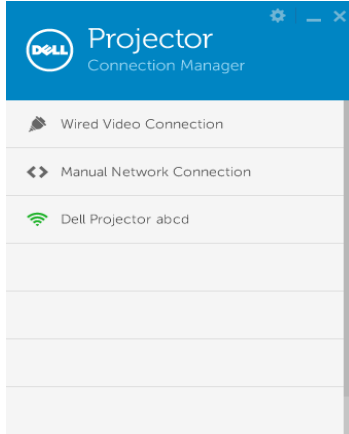 DELL
Projector
Connection Manager
Wired Video Connection
Manual Network Connection
Dell Projector abcd